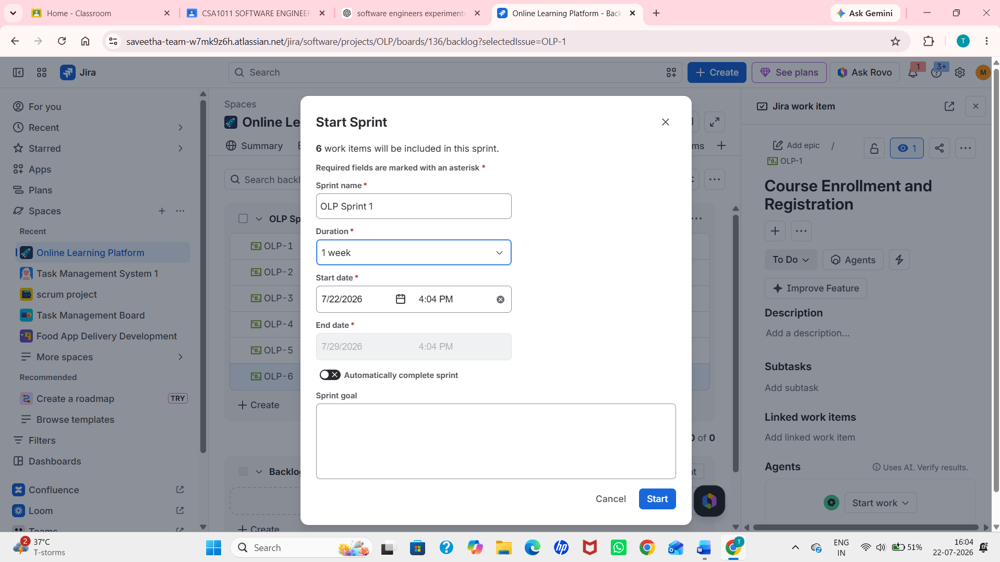 Home - Classroom
CSA1011 SOFTWARE ENGINEER
software engineers experiments
Online Learning Platform - Back
Ask Gemini
saveetha-team-w7mk9z6h.atlassian.net/jira/software/projects/OLP/boards/136/backlog?selectedIssue=OLP-1
T
Jira
Search
Create
See plans
Ask Rovo
1
3+
M
For you
Recent
Starred
Apps
Plans
Spaces
Recent
Online Learning Platform
Task Management System 1
scrum project
Task Management Board
Food App Delivery Development
More spaces
Recommended
Create a roadmap
TRY
Browse templates
Filters
Dashboards
Confluence
Loom
Teams
Spaces
Online Le
Summary
Search backl
OLP Sp
OLP-1
OLP-2
OLP-3
OLP-4
OLP-5
OLP-6
Create
of 0
Backlog
Create
Start Sprint
6 work items will be included in this sprint.
Required fields are marked with an asterisk *
Sprint name *
OLP Sprint 1
Duration *
1 week
Start date *
7/22/2026
4:04 PM
End date *
7/29/2026
4:04 PM
Automatically complete sprint
Sprint goal
Cancel
Start
Jira work item
Add epic /
1
OLP-1
Course Enrollment and
Registration
To Do
Agents
Improve Feature
Description
Add a description...
Subtasks
Add subtask
Linked work items
Add linked work item
Agents
Uses AI. Verify results.
Start work
2
37°C
T-storms
Search
T
ENG
IN
51%
16:04
22-07-2026